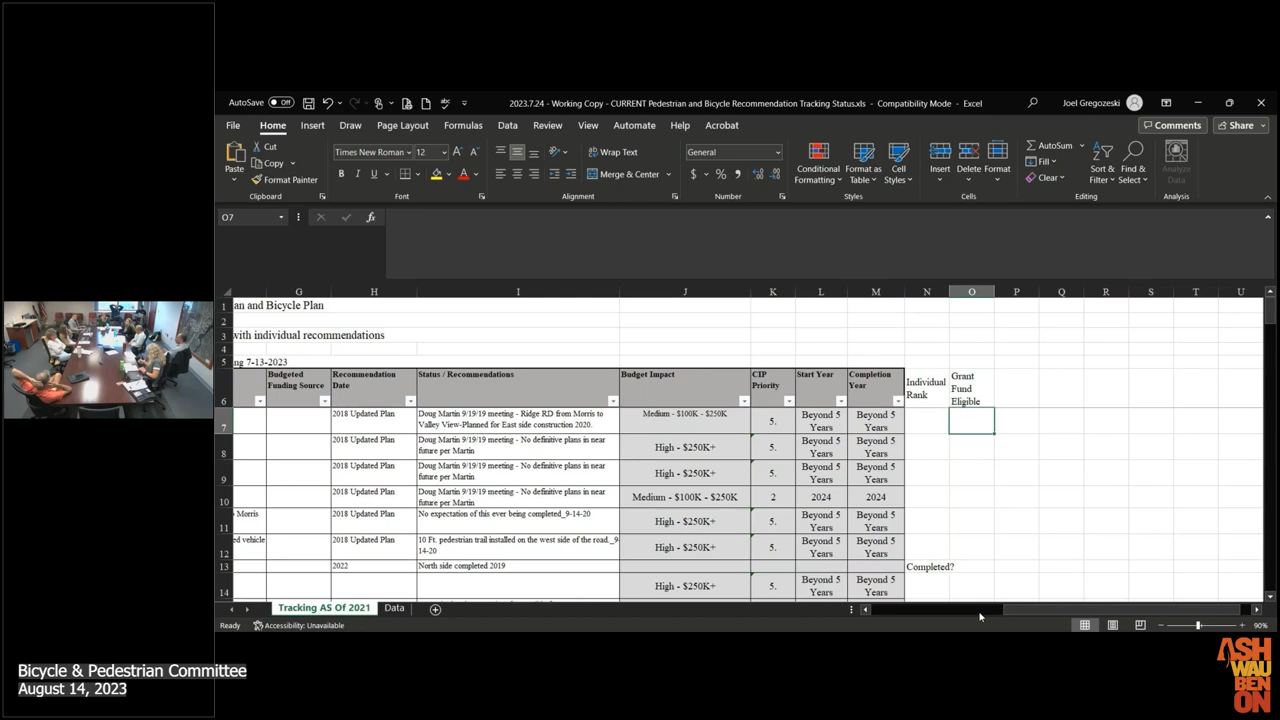 AutoSave Off
2023.7.24 - Working Copy - CURRENT Pedestrian and Bicycle Recommendation Tracking Status.xls - Compatibility Mode - Excel
Joel Gregozeski
File Home Insert Draw Page Layout Formulas Data Review View Automate Help Acrobat
Comments Share
Paste
Cut
Copy
Format Painter
Clipboard
Times New Roman 12
B I U
Font
Wrap Text
Merge & Center
Alignment
General
$ % 
Number
Conditional Formatting
Format as Table
Cell Styles
Styles
Insert Delete Format
Cells
AutoSum
Fill
Clear
Sort & Filter
Find & Select
Editing
Analyze Data
Analysis
O7 fx
G H I J K L M N O P Q R S T U
1 an and Bicycle Plan
2
3 with individual recommendations
4
5 ng 7-13-2023
6 Budgeted Funding Source Recommendation Date Status / Recommendations Budget Impact CIP Priority Start Year Completion Year Individual Rank Grant Fund Eligible
7 2018 Updated Plan Doug Martin 9/19/19 meeting - Ridge RD from Morris to Valley View-Planned for East side construction 2020. Medium - $100K - $250K 5. Beyond 5 Years Beyond 5 Years
8 2018 Updated Plan Doug Martin 9/19/19 meeting - No definitive plans in near future per Martin High - $250K+ 5. Beyond 5 Years Beyond 5 Years
9 2018 Updated Plan Doug Martin 9/19/19 meeting - No definitive plans in near future per Martin High - $250K+ 5. Beyond 5 Years Beyond 5 Years
10 2018 Updated Plan Doug Martin 9/19/19 meeting - No definitive plans in near future per Martin Medium - $100K - $250K 2 2024 2024
11 Morris 2018 Updated Plan No expectation of this ever being completed_9-14-20 High - $250K+ 5. Beyond 5 Years Beyond 5 Years
12 ed vehicle 2018 Updated Plan 10 Ft. pedestrian trail installed on the west side of the road._9-14-20 High - $250K+ 5. Beyond 5 Years Beyond 5 Years
13 2022 North side completed 2019 Completed?
14 High - $250K+ 5. Beyond 5 Years Beyond 5 Years
Tracking AS Of 2021 Data
Ready Accessibility: Unavailable 90%
Bicycle & Pedestrian Committee
August 14, 2023
ASH
WAU
BEN
ON